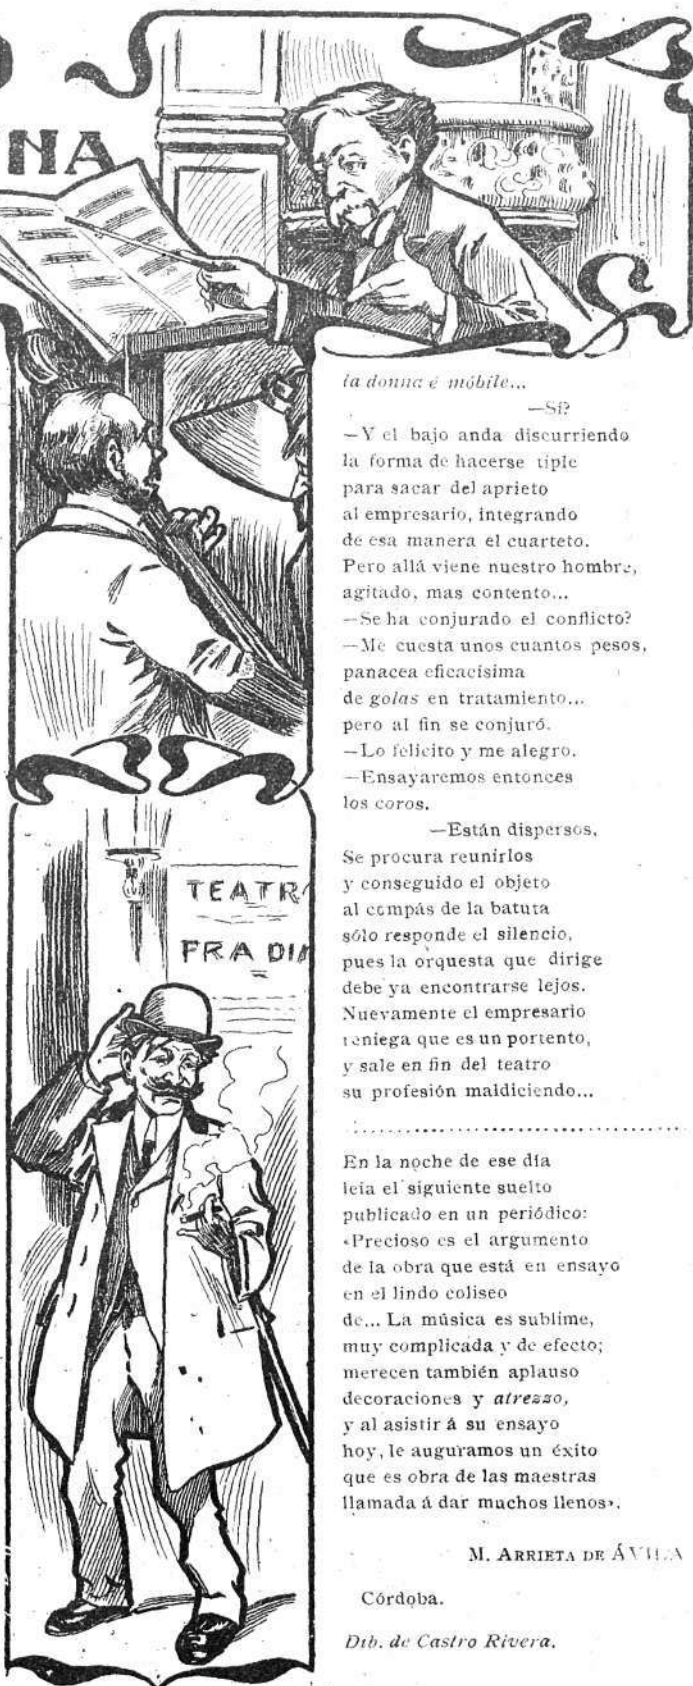 NA
la donna é móbile...
—Sí?
—Y el bajo anda discurriendo
la forma de hacerse tiple
para sacar del aprieto
al empresario, integrando
de esa manera el cuarteto.
Pero allá viene nuestro hombre,
agitado, mas contento...
—Se ha conjurado el conflicto?
—Me cuesta unos cuantos pesos,
panacea eficacísima
de golas en tratamiento...
pero al fin se conjuró.
—Lo felicito y me alegro.
—Ensayaremos entonces
los coros.
—Están dispersos.
Se procura reunirlos
y conseguido el objeto
al compás de la batuta
sólo responde el silencio,
pues la orquesta que dirige
debe ya encontrarse lejos.
Nuevamente el empresario
reniega que es un portento,
y sale en fin del teatro
su profesión maldiciendo...
TEATR
FRA DIA
En la noche de ese día
leía el siguiente suelto
publicado en un periódico:
«Precioso es el argumento
de la obra que está en ensayo
en el lindo coliseo
de... La música es sublime,
muy complicada y de efecto;
merecen también aplauso
decoraciones y atrezzo,
y al asistir á su ensayo
hoy, le auguramos un éxito
que es obra de las maestras
llamada á dar muchos llenos».
M. ARRIETA DE ÁVILA
Córdoba.
Dib. de Castro Rivera.